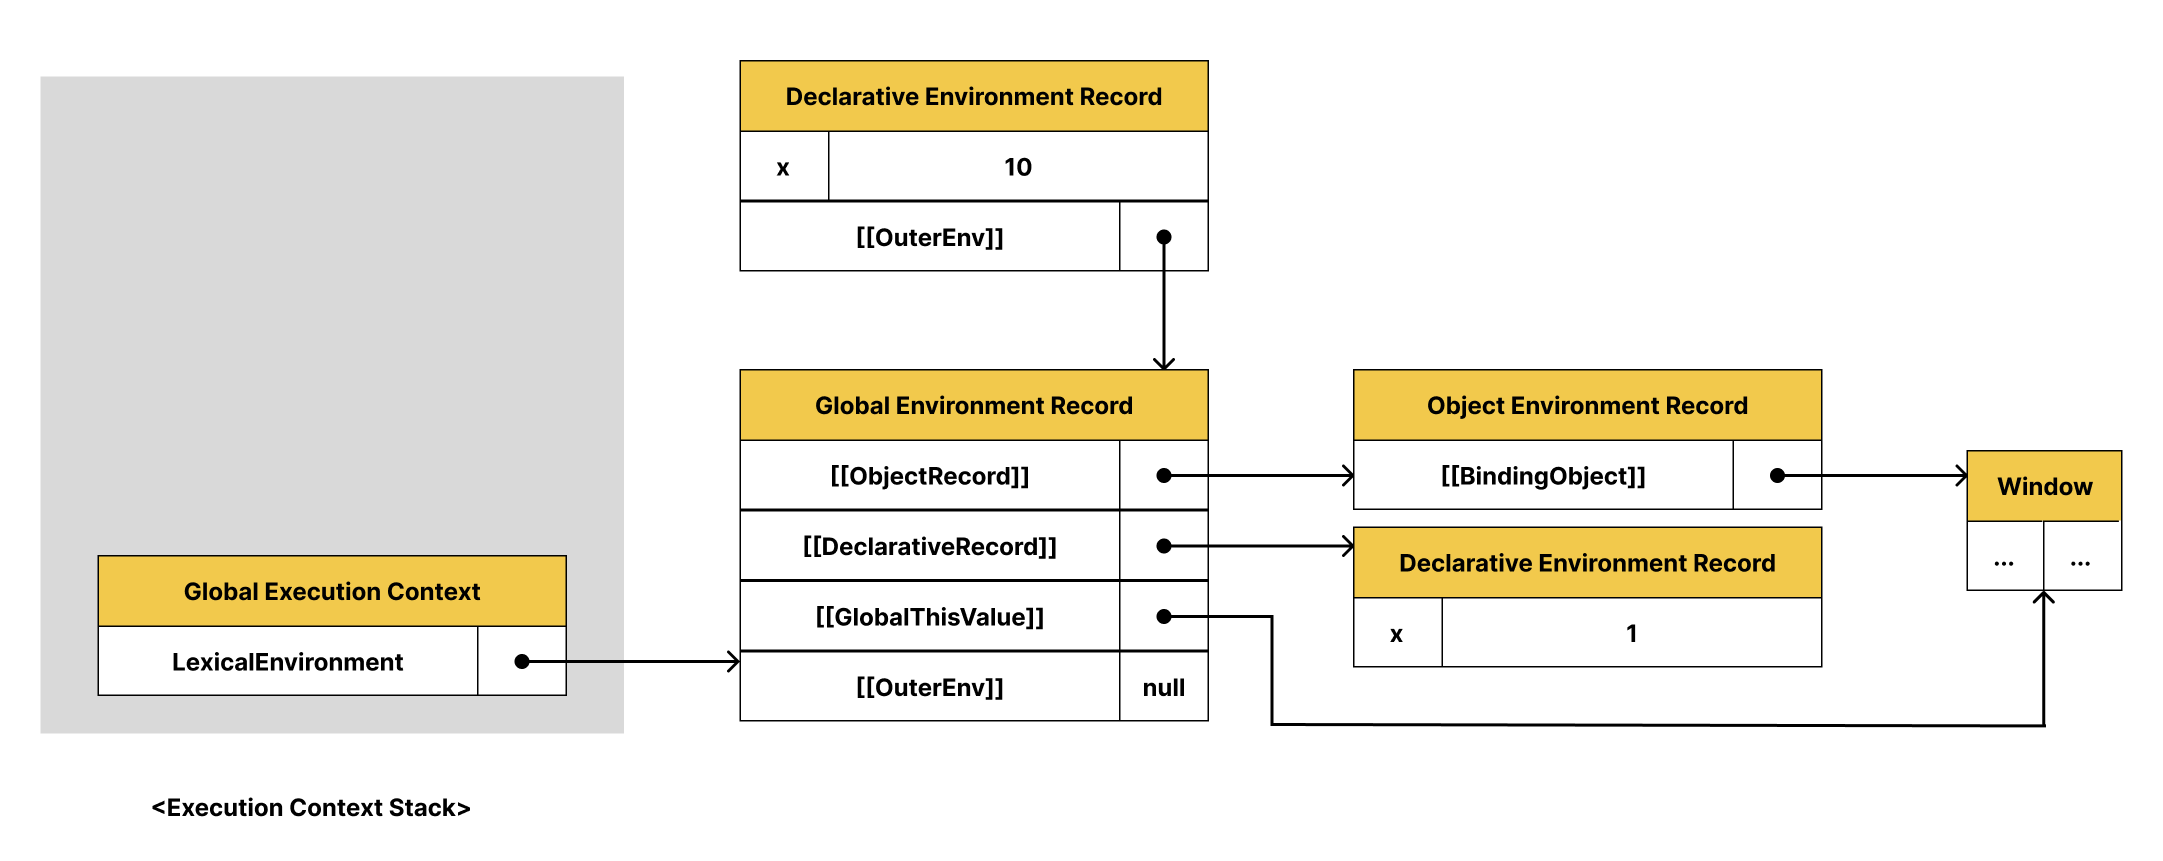 Declarative Environment Record
x 10
[[OuterEnv]]
Global Environment Record
[[ObjectRecord]]
[[DeclarativeRecord]]
[[GlobalThisValue]]
[[OuterEnv]] null
Object Environment Record
[[BindingObject]]
Declarative Environment Record
x 1
Window
... ...
Global Execution Context
LexicalEnvironment
<Execution Context Stack>